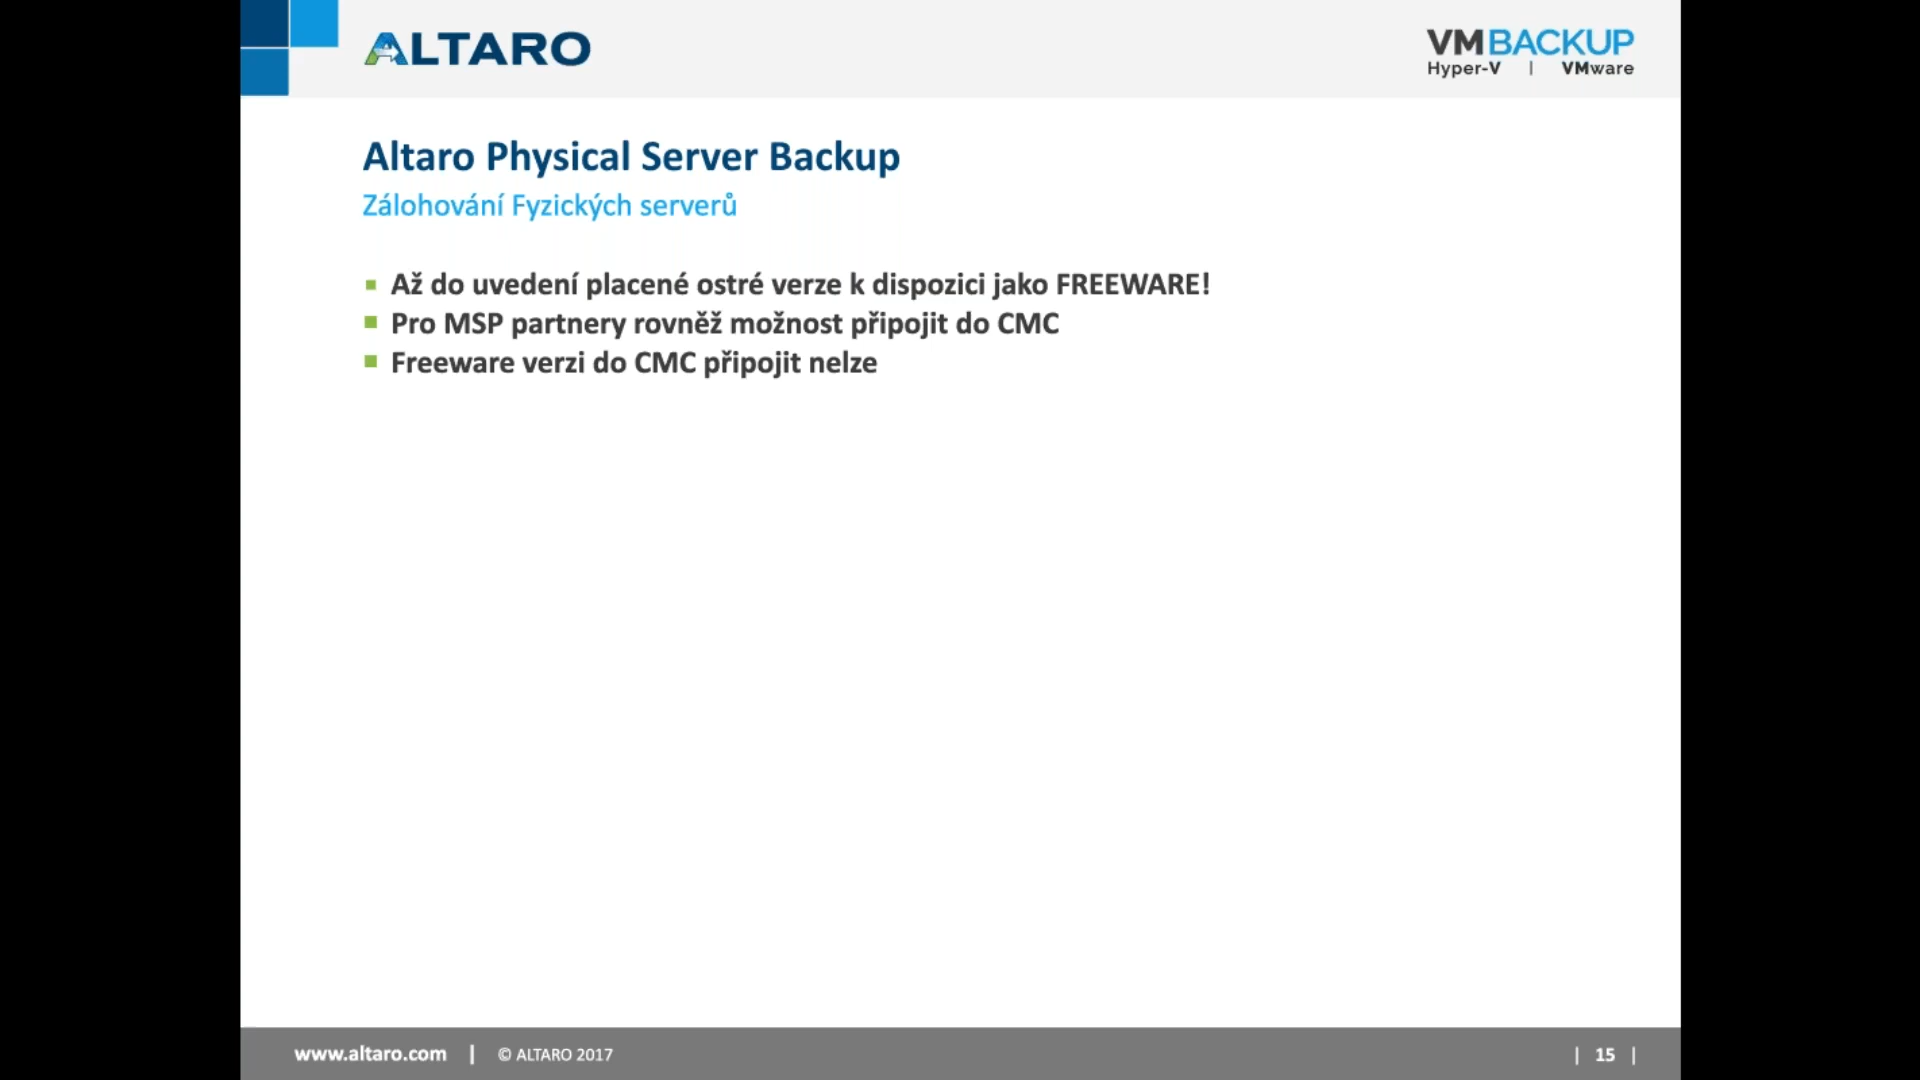 ALTARO
VMBACKUP
Hyper-V | VMware
Altaro Physical Server Backup
Zálohování Fyzických serverů
Až do uvedení placené ostré verze k dispozici jako FREEWARE!
Pro MSP partnery rovněž možnost připojit do CMC
Freeware verzi do CMC připojit nelze
www.altaro.com | © ALTARO 2017
| 15 |